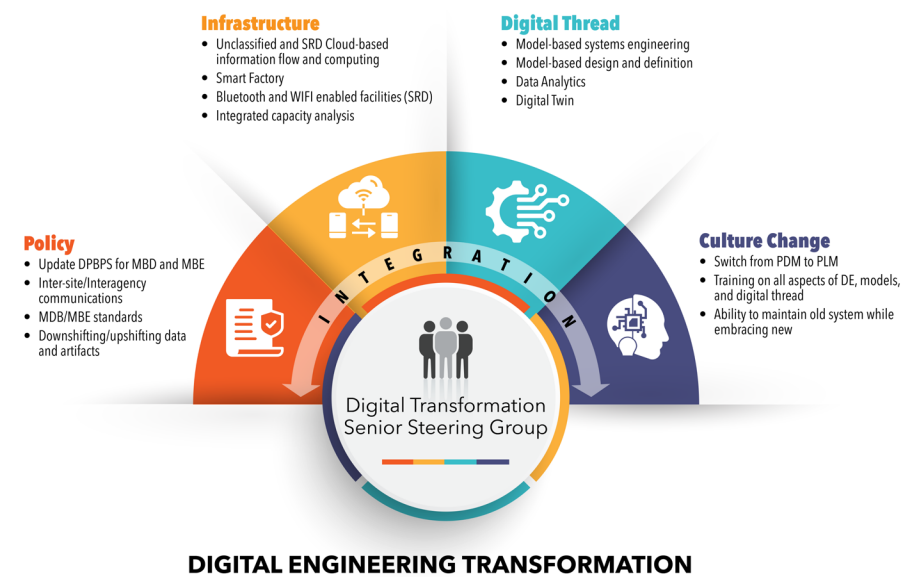 Infrastructure
• Unclassified and SRD Cloud-based
information flow and computing
• Smart Factory
• Bluetooth and WIFI enabled facilities (SRD)
• Integrated capacity analysis
Digital Thread
• Model-based systems engineering
• Model-based design and definition
• Data Analytics
• Digital Twin
Policy
• Update DPBPS for MBD and MBE
• Inter-site/Interagency
communications
• MDB/MBE standards
• Downshifting/upshifting data
and artifacts
Culture Change
• Switch from PDM to PLM
• Training on all aspects of DE, models,
and digital thread
• Ability to maintain old system while
embracing new
INTEGRATION
Digital Transformation
Senior Steering Group
DIGITAL ENGINEERING TRANSFORMATION